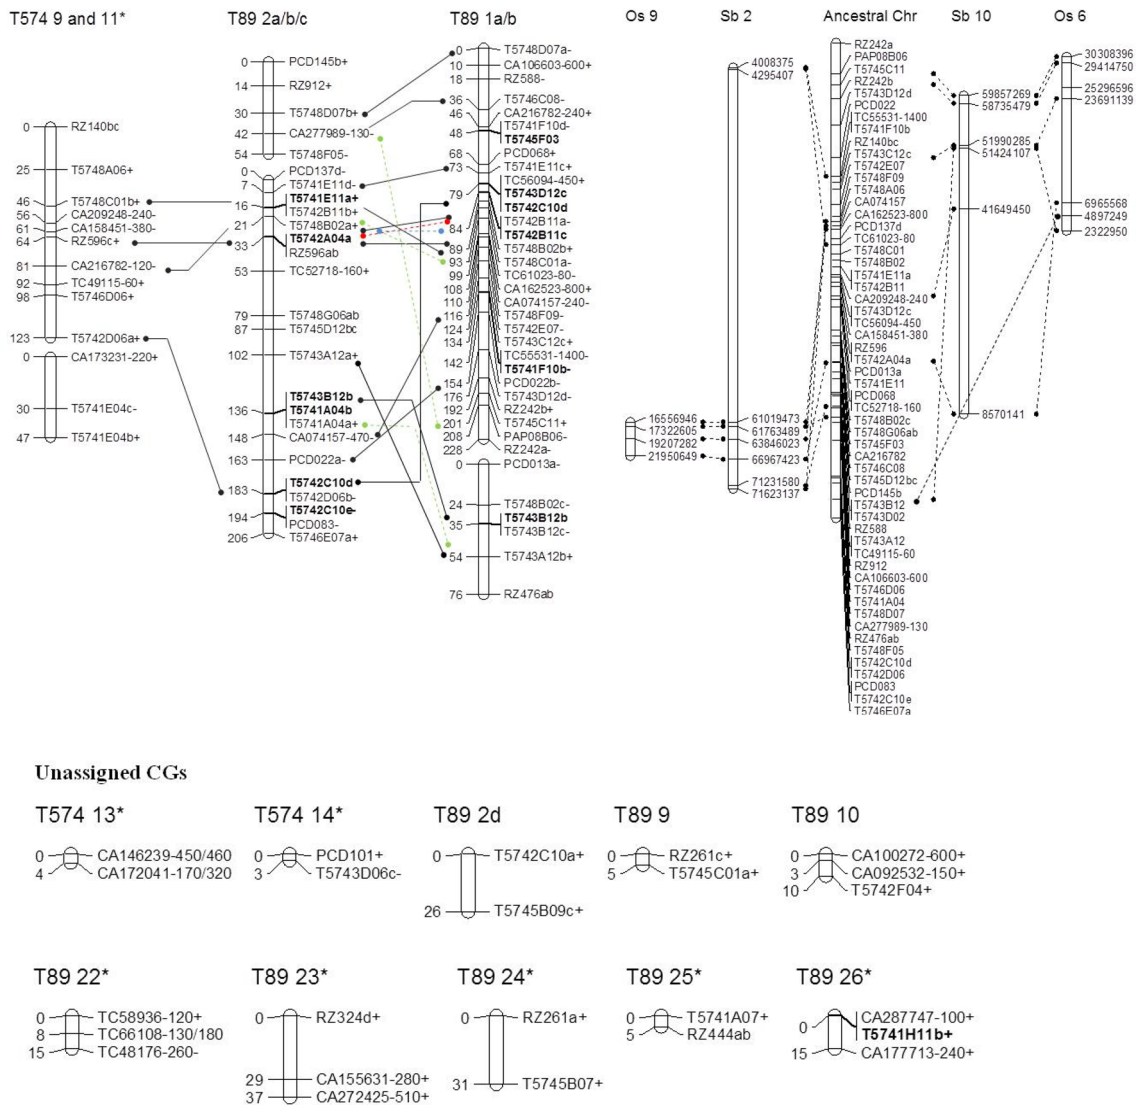 T574 9 and 11*
T89 2a/b/c
T89 1a/b
Os 9
Sb 2
Ancestral Chr
Sb 10
Os 6
0 RZ140bc
25 T5748A06+
46 T5748C01b+
56 CA209248-240-
61 CA158451-380-
64 RZ596c+
81 CA216782-120-
92 TC49115-60+
98 T5746D06+
123 T5742D06a+
0 CA173231-220+
30 T5741E04c-
47 T5741E04b+
0 PCD145b+
14 RZ912+
30 T5748D07b+
42 CA277989-130-
54 T5748F05-
0 PCD137d-
7 T5741E11d-
16 T5741E11a+
T5742B11b+
21 T5748B02a+
33 T5742A04a
RZ596ab
53 TC52718-160+
79 T5748G06ab
87 T5745D12bc
102 T5743A12a+
T5743B12b
136 T5741A04b
T5741A04a+
148 CA074157-470-
163 PCD022a-
183 T5742C10d
T5742D06b-
194 T5742C10e-
PCD083-
206 T5746E07a+
0 T5748D07a-
10 CA106603-600+
18 RZ588-
36 T5746C08-
46 CA216782-240+
T5741F10d-
48 T5745F03
68 PCD068+
73 T5741E11c+
TC56094-450+
79 T5743D12c
T5742C10d
T5742B11a-
84 T5742B11c
89 T5748B02b+
93 T5748C01a-
99 TC61023-80-
108 CA162523-800+
110 CA074157-240-
116 T5748F09-
124 T5742E07-
134 T5743C12c+
TC55531-1400-
142 T5741F10b-
154 PCD022b-
176 T5743D12d-
192 RZ242b+
201 T5745C11+
208 PAP08B06-
228 RZ242a-
0 PCD013a-
24 T5748B02c-
35 T5743B12b
T5743B12c-
54 T5743A12b+
76 RZ476ab
16556946
17322605
19207282
21950649
4008375
4295407
61019473
61763489
63846023
66967423
71231580
71623137
RZ242a
PAP08B06
T5745C11
RZ242b
T5743D12d
PCD022
TC55531-1400
T5741F10b
RZ140bc
T5743C12c
T5742E07
T5748F09
T5748A06
CA074157
CA162523-800
PCD137d
TC61023-80
T5748C01
T5748B02
T5741E11a
T5742B11
CA209248-240
T5743D12c
TC56094-450
CA158451-380
RZ596
T5742A04a
PCD013a
T5741E11
PCD068
TC52718-160
T5748B02c
T5748G06ab
T5745F03
CA216782
T5746C08
T5745D12bc
PCD145b
T5743B12
T5743D02
RZ588
T5743A12
TC49115-60
RZ912
CA106603-600
T5746D06
T5741A04
T5748D07
CA277989-130
RZ476ab
T5748F05
T5742C10d
T5742D06
PCD083
T5742C10e
T5746E07a
59857269
58735479
51990285
51424107
41649450
8570141
30308396
29414750
25296596
23691139
6965568
4897249
2322950
Unassigned CGs
T574 13*
0 CA146239-450/460
4 CA172041-170/320
T574 14*
0 PCD101+
3 T5743D06c-
T89 2d
0 T5742C10a+
26 T5745B09c+
T89 9
0 RZ261c+
5 T5745C01a+
T89 10
0 CA100272-600+
3 CA092532-150+
10 T5742F04+
T89 22*
0 TC58936-120+
8 TC66108-130/180
15 TC48176-260-
T89 23*
0 RZ324d+
29 CA155631-280+
37 CA272425-510+
T89 24*
0 RZ261a+
31 T5745B07+
T89 25*
0 T5741A07+
5 RZ444ab
T89 26*
CA287747-100+
0 T5741H11b+
15 CA177713-240+